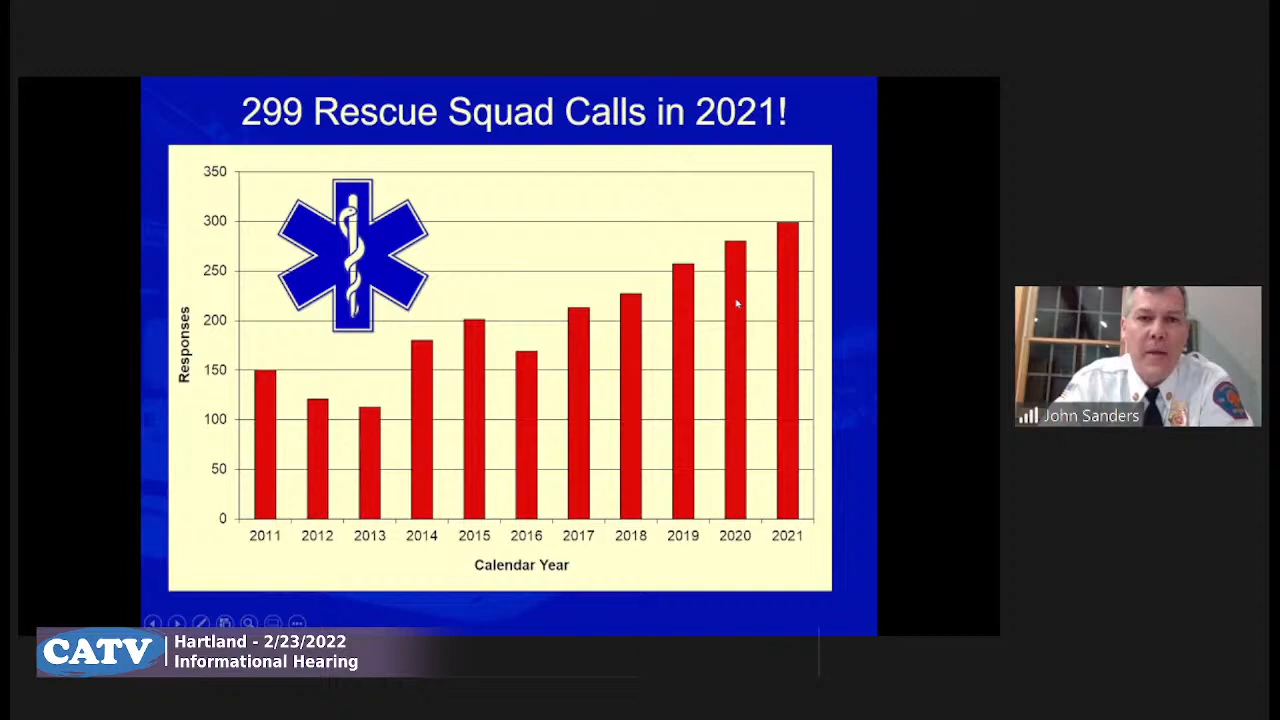 299 Rescue Squad Calls in 2021!
350
300
250
200
150
100
50
0
Responses
2011 2012 2013 2014 2015 2016 2017 2018 2019 2020 2021
Calendar Year
John Sanders
CATV
Hartland - 2/23/2022
Informational Hearing